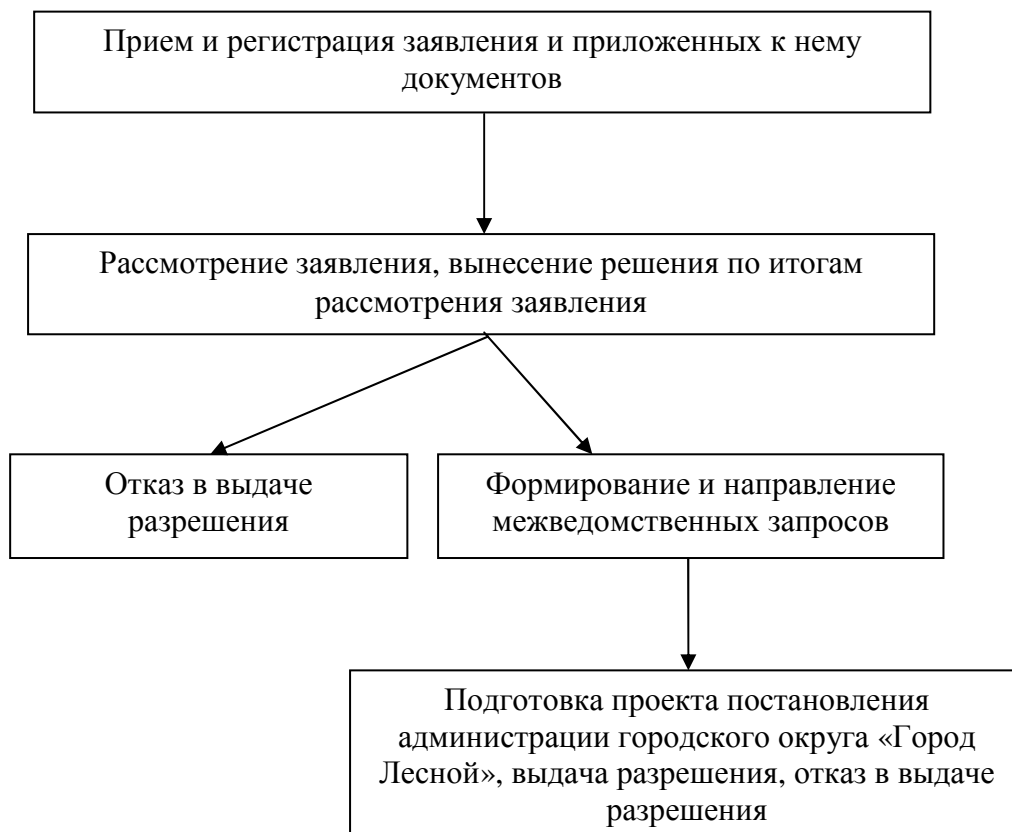 Прием и регистрация заявления и приложенных к нему
документов
Рассмотрение заявления, вынесение решения по итогам
рассмотрения заявления
Отказ в выдаче
разрешения
Формирование и направление
межведомственных запросов
Подготовка проекта постановления
администрации городского округа «Город
Лесной», выдача разрешения, отказ в выдаче
разрешения